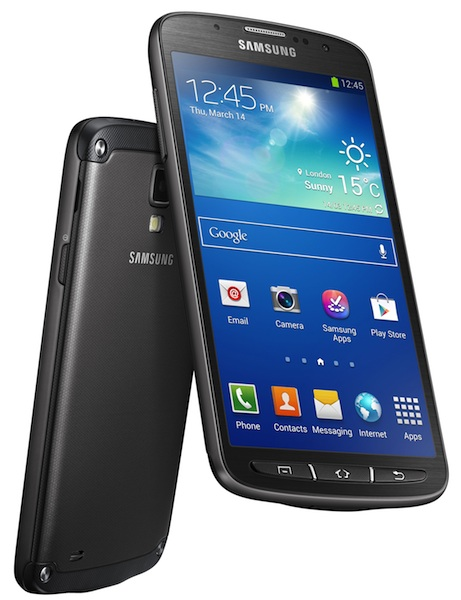 SAMSUNG
12:45
12:45 PM
Thu, March 14
London
Sunny 15°C
Google
Email
Camera
Samsung
Apps
Play Store
Phone
Contacts
Messaging
Internet
Apps
SAMSUNG